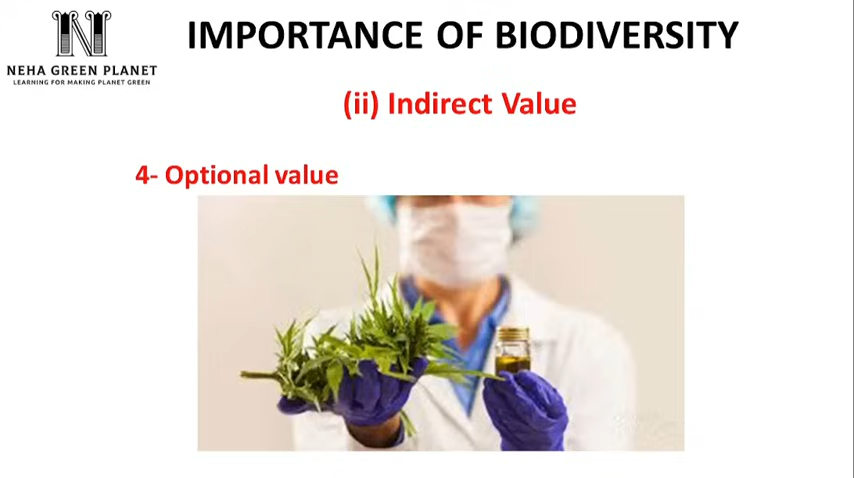 IMPORTANCE OF BIODIVERSITY
N
NEHA GREEN PLANET
LEARNING FOR MAKING PLANET GREEN
(ii) Indirect Value
4- Optional value